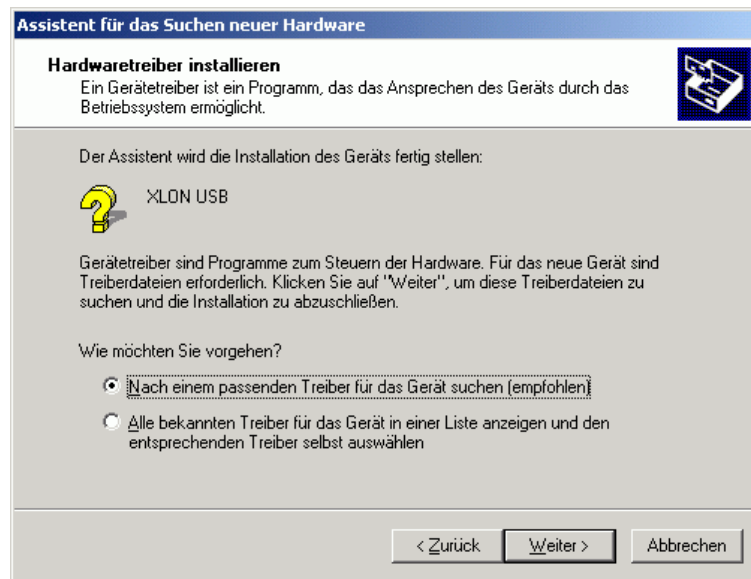 Assistent für das Suchen neuer Hardware
Hardwaretreiber installieren
Ein Gerätetreiber ist ein Programm, das das Ansprechen des Geräts durch das
Betriebssystem ermöglicht.
Der Assistent wird die Installation des Geräts fertig stellen:
XLON USB
Gerätetreiber sind Programme zum Steuern der Hardware. Für das neue Gerät sind
Treiberdateien erforderlich. Klicken Sie auf "Weiter", um diese Treiberdateien zu
suchen und die Installation zu abzuschließen.
Wie möchten Sie vorgehen?
Nach einem passenden Treiber für das Gerät suchen (empfohlen)
Alle bekannten Treiber für das Gerät in einer Liste anzeigen und den
entsprechenden Treiber selbst auswählen
< Zurück Weiter > Abbrechen